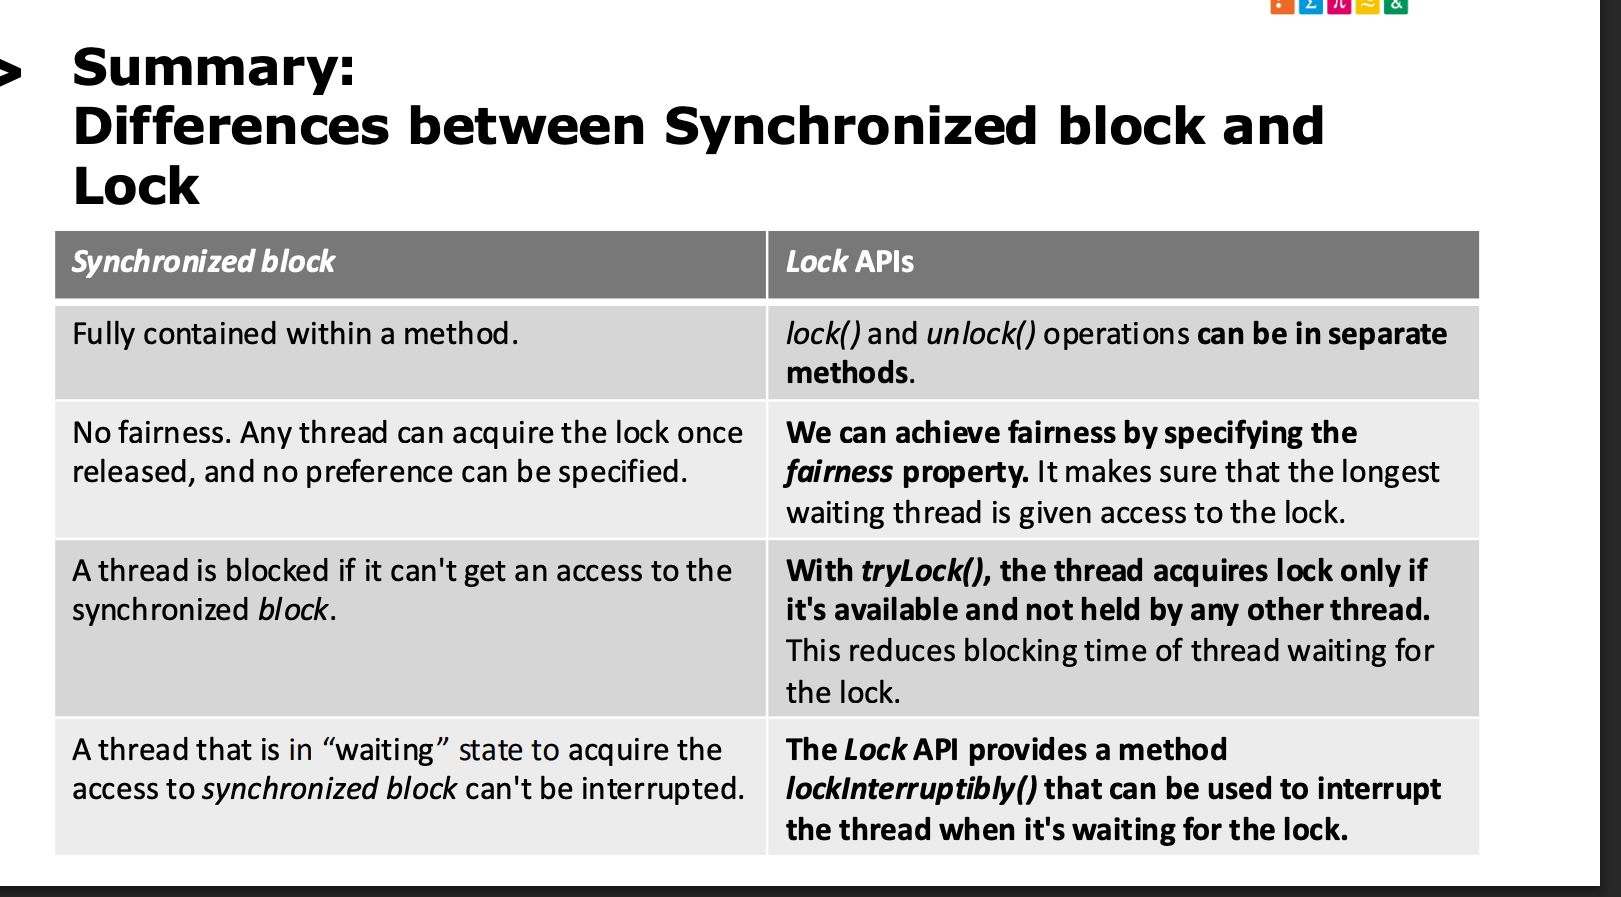 : Σ π ≈ &
> Summary:
Differences between Synchronized block and
Lock
Synchronized block
Lock APIs
Fully contained within a method.
lock() and unlock() operations can be in separate
methods.
No fairness. Any thread can acquire the lock once
released, and no preference can be specified.
We can achieve fairness by specifying the
fairness property. It makes sure that the longest
waiting thread is given access to the lock.
A thread is blocked if it can't get an access to the
synchronized block.
With tryLock(), the thread acquires lock only if
it's available and not held by any other thread.
This reduces blocking time of thread waiting for
the lock.
A thread that is in “waiting” state to acquire the
access to synchronized block can't be interrupted.
The Lock API provides a method
lockInterruptibly() that can be used to interrupt
the thread when it's waiting for the lock.